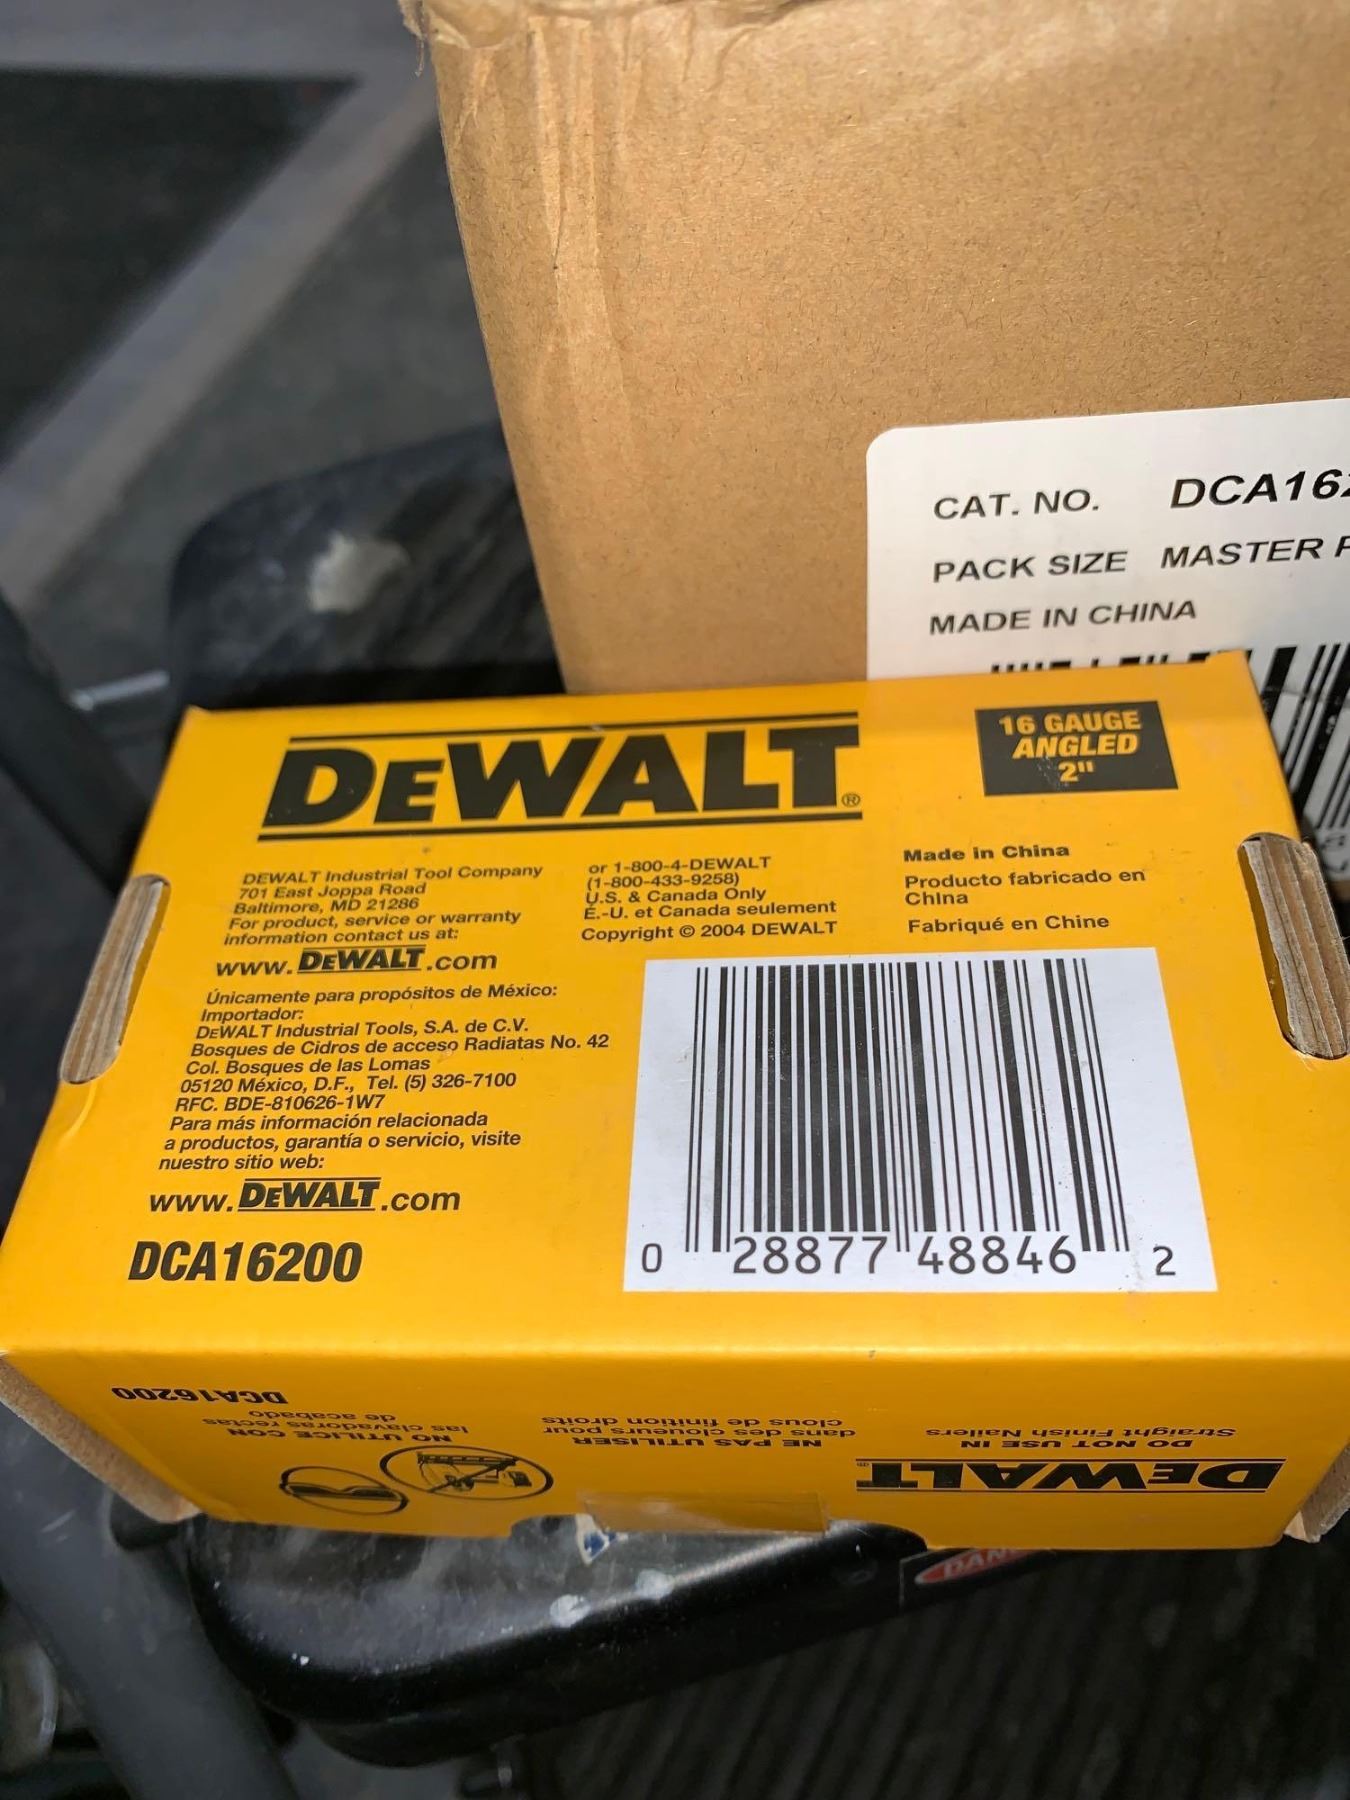 CAT. NO. DCA16
PACK SIZE MASTER
MADE IN CHINA
DEWALT®
16 GAUGE
ANGLED
2"
DEWALT Industrial Tool Company
701 East Joppa Road
Baltimore, MD 21286
For product, service or warranty
information contact us at:
www.DEWALT.com
or 1-800-4-DEWALT
(1-800-433-9258)
U.S. & Canada Only
É.-U. et Canada seulement
Copyright © 2004 DEWALT
Made in China
Producto fabricado en
China
Fabriqué en Chine
Únicamente para propósitos de México:
Importador:
DEWALT Industrial Tools, S.A. de C.V.
Bosques de Cidros de acceso Radiatas No. 42
Col. Bosques de las Lomas
05120 México, D.F., Tel. (5) 326-7100
RFC. BDE-810626-1W7
Para más información relacionada
a productos, garantía o servicio, visite
nuestro sitio web:
www.DEWALT.com
DCA16200
0 28877 48846 2
DEWALT®
DO NOT USE IN
Straight Finish Nailers
NE PAS UTILISER
dans des cloueurs pour
clous de finition droits
NO UTILICE CON
las clavadoras rectas
de acabado
DCA16200